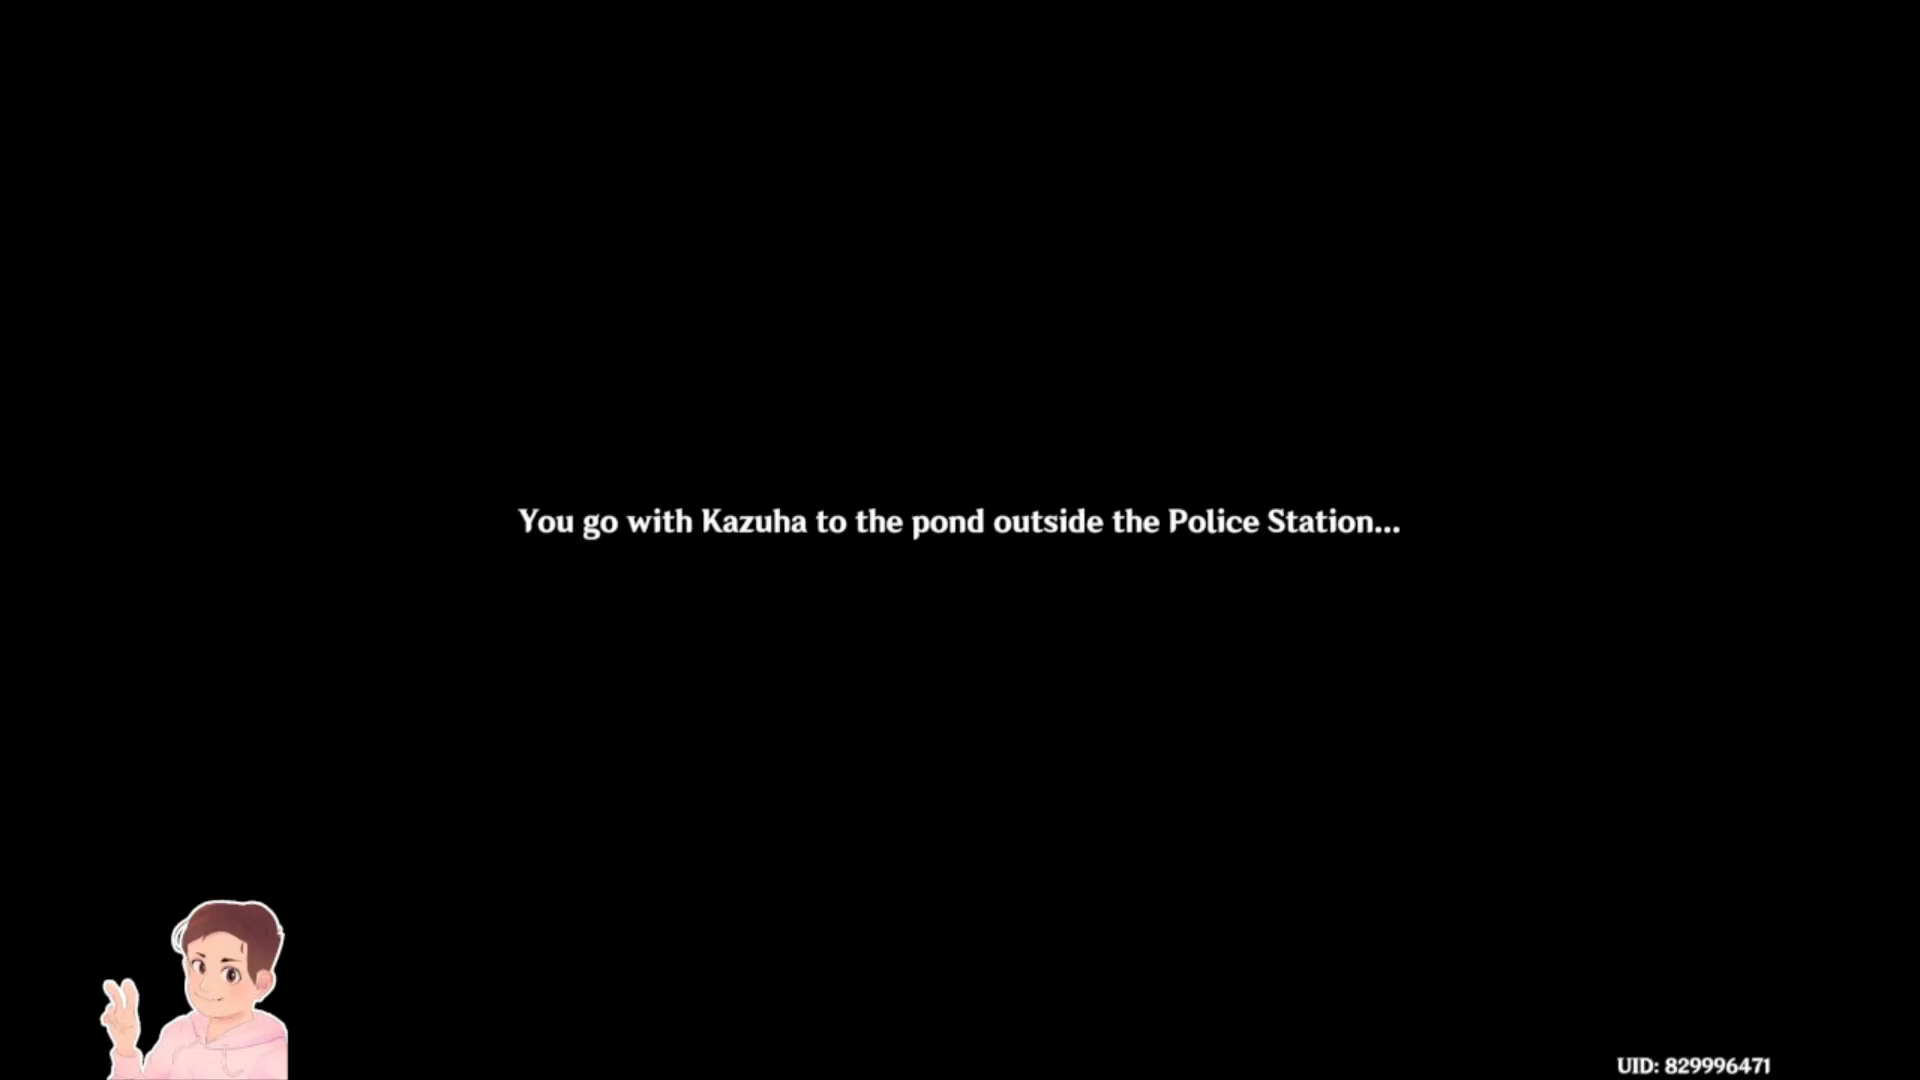 You go with Kazuha to the pond outside the Police Station...
UID: 829996471